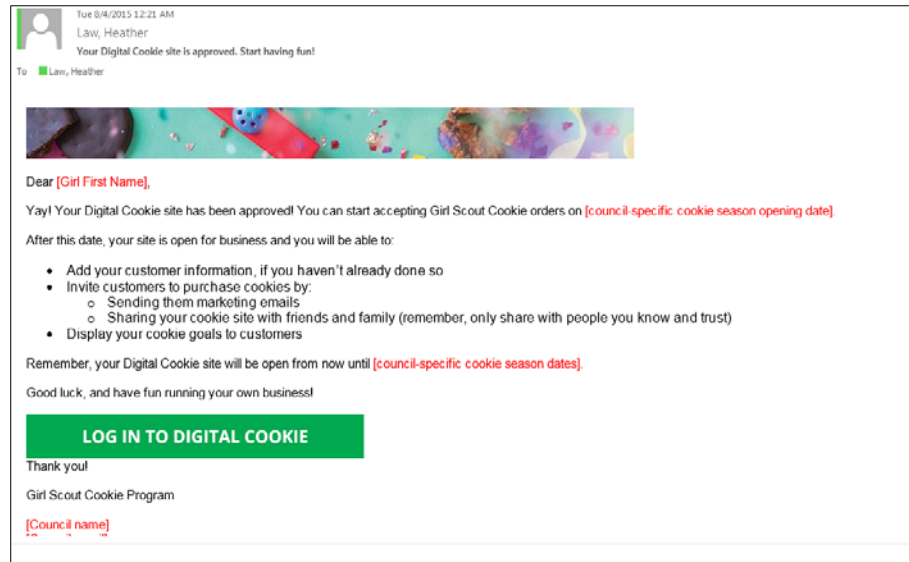 Tue 8/4/2015 12:21 AM
Law, Heather
Your Digital Cookie site is approved. Start having fun!
To Law, Heather
Dear [Girl First Name],
Yay! Your Digital Cookie site has been approved! You can start accepting Girl Scout Cookie orders on [council-specific cookie season opening date]
After this date, your site is open for business and you will be able to:
• Add your customer information, if you haven't already done so
• Invite customers to purchase cookies by:
o Sending them marketing emails
o Sharing your cookie site with friends and family (remember, only share with people you know and trust)
• Display your cookie goals to customers
Remember, your Digital Cookie site will be open from now until [council-specific cookie season dates].
Good luck, and have fun running your own business!
LOG IN TO DIGITAL COOKIE
Thank you!
Girl Scout Cookie Program
[Council name]